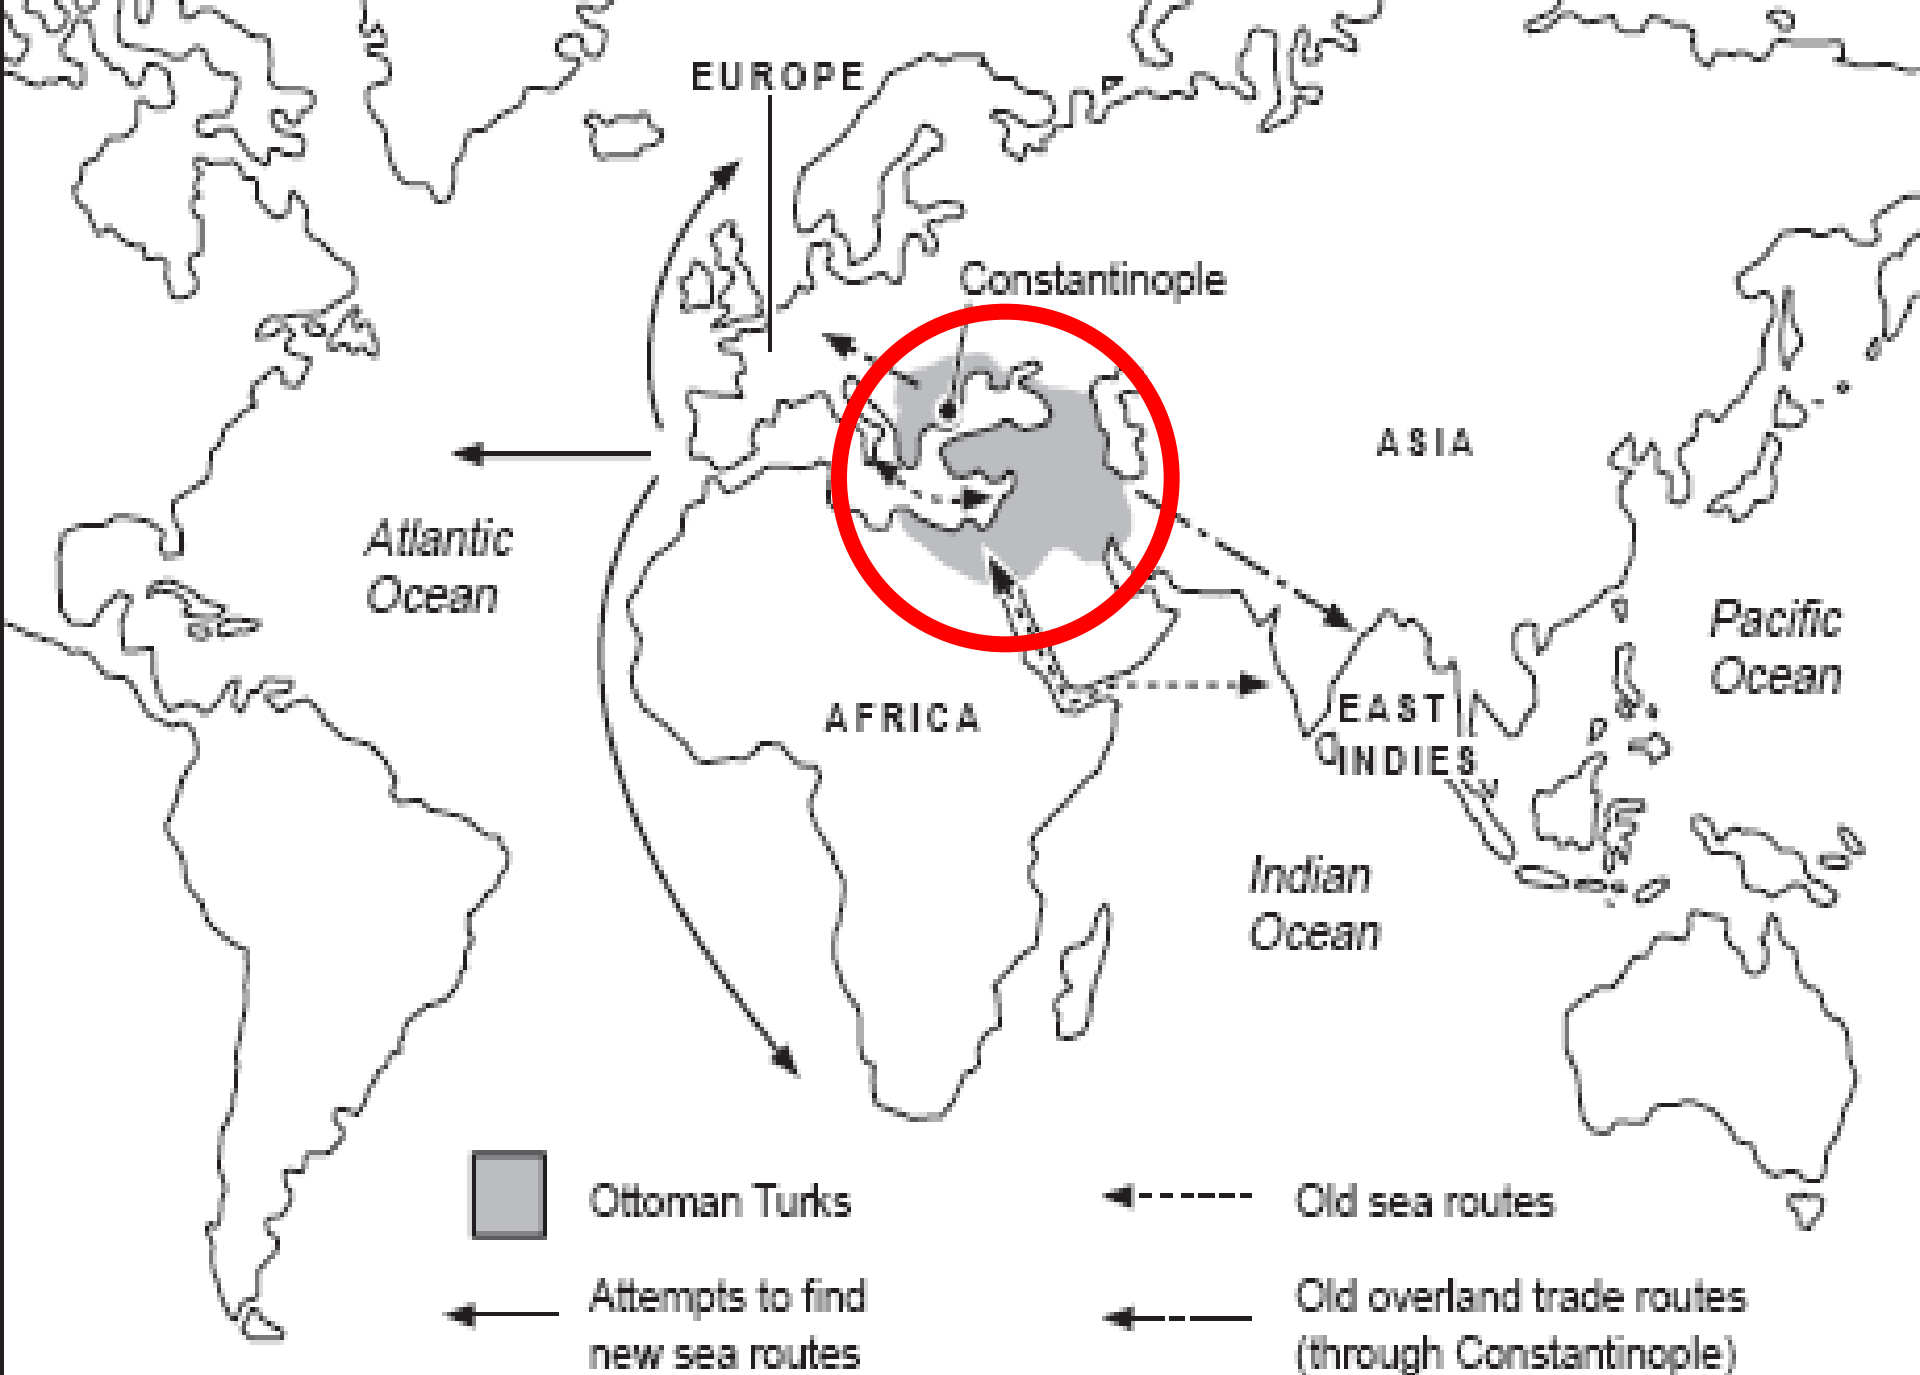 EUROPE
Constantinople
ASIA
Atlantic
Ocean
Pacific
Ocean
AFRICA
EAST
INDIES
Indian
Ocean
Ottoman Turks
Old sea routes
Attempts to find
new sea routes
Old overland trade routes
(through Constantinople)